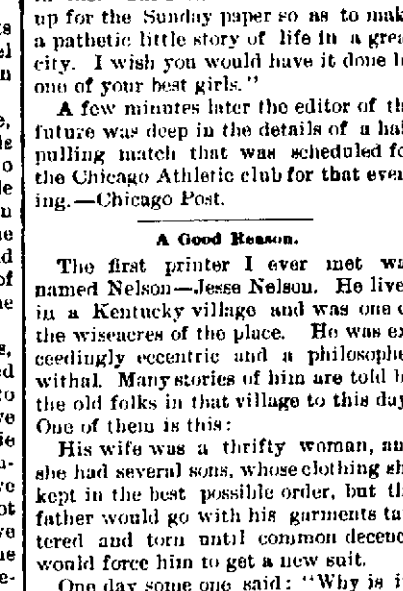 up for the Sunday paper so as to mak
a pathetic little story of life in a grea
city. I wish you would have it done b
one of your best girls."
A few minutes later the editor of th
future was deep in the details of a hai
pulling match that was scheduled fo
the Chicago Athletic club for that even
ing.—Chicago Post.
A Good Reason.
The first printer I ever met wa
named Nelson—Jesse Nelson. He live
in a Kentucky village and was one o
the wiseacres of the place. He was ex
ceedingly eccentric and a philosophe
withal. Many stories of him are told b
the old folks in that village to this day
One of them is this:
His wife was a thrifty woman, an
she had several sons, whose clothing sh
kept in the best possible order, but th
father would go with his garments tat
tered and torn until common decenc
would force him to get a new suit.
One day some one said: "Why is i